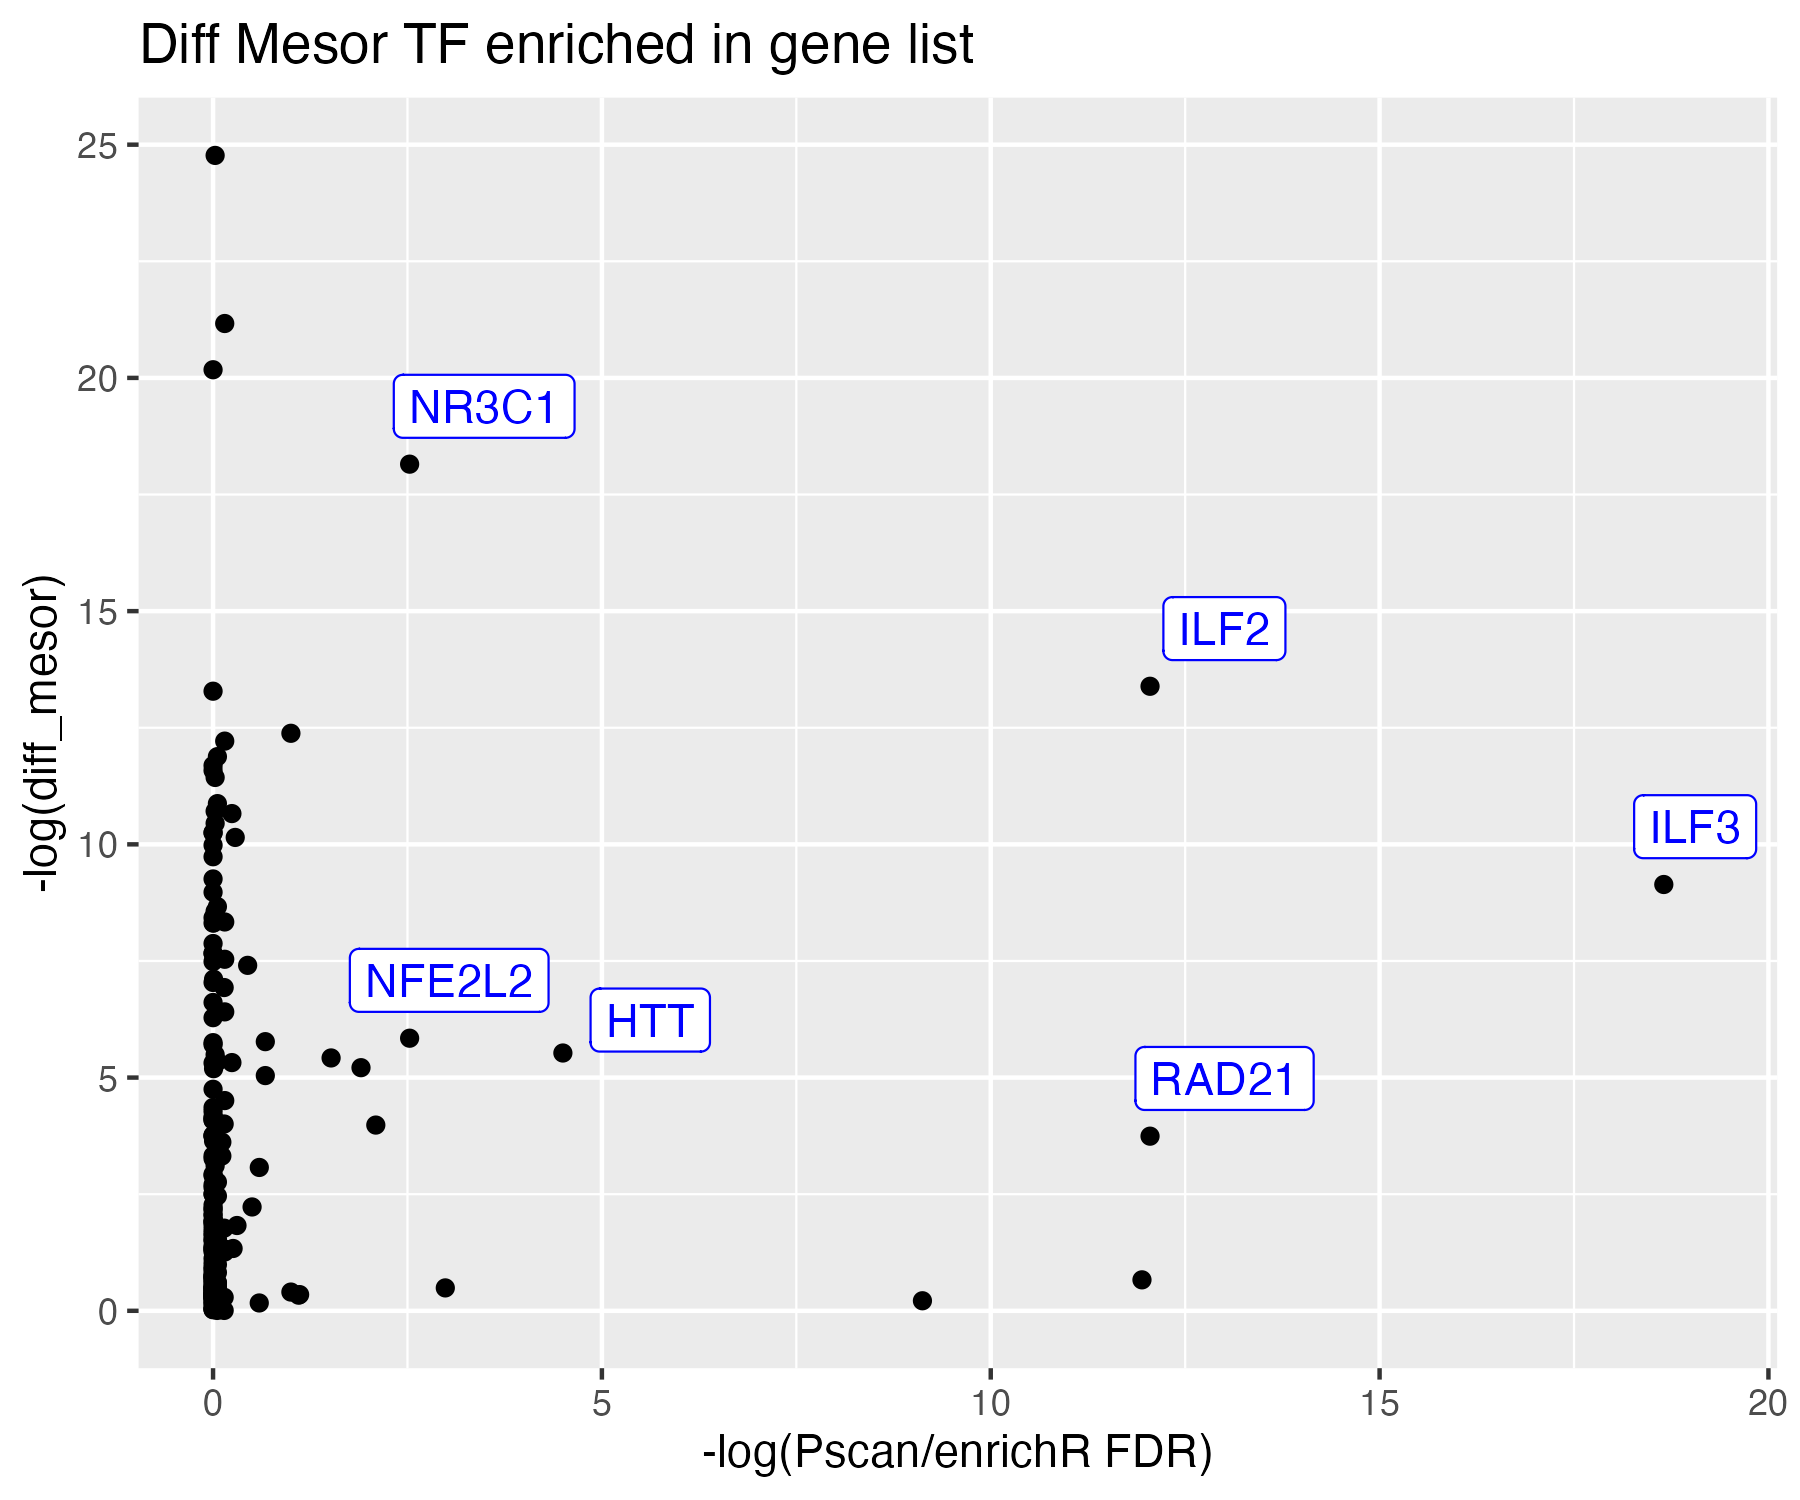 Diff Mesor TF enriched in gene list
25
20
15
10
5
0
-log(diff_mesor)
NR3C1
ILF2
ILF3
NFE2L2
HTT
RAD21
0 5 10 15 20
-log(Pscan/enrichR FDR)